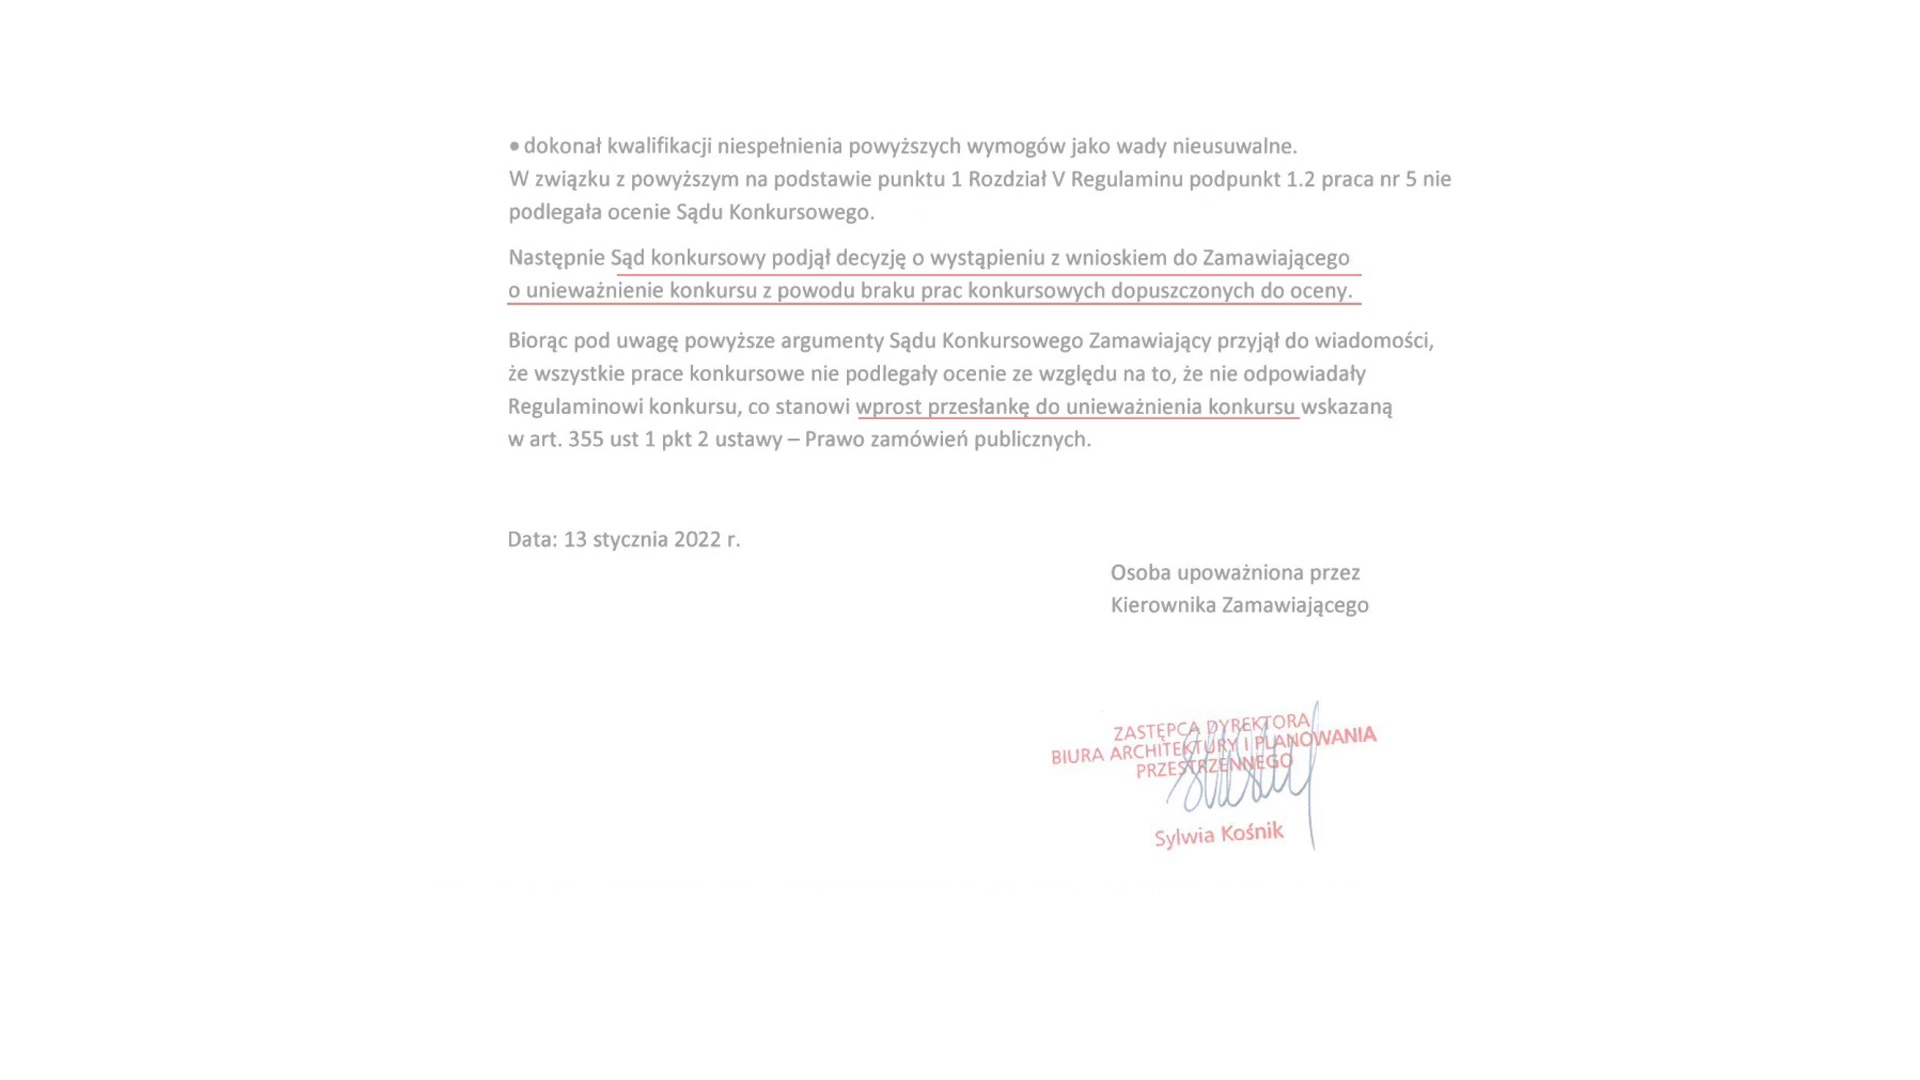 • dokonał kwalifikacji niespełnienia powyższych wymogów jako wady nieusuwalne.
W związku z powyższym na podstawie punktu 1 Rozdział V Regulaminu podpunkt 1.2 praca nr 5 nie
podlegała ocenie Sądu Konkursowego.
Następnie Sąd konkursowy podjął decyzję o wystąpieniu z wnioskiem do Zamawiającego
o unieważnienie konkursu z powodu braku prac konkursowych dopuszczonych do oceny.
Biorąc pod uwagę powyższe argumenty Sądu Konkursowego Zamawiający przyjął do wiadomości,
że wszystkie prace konkursowe nie podlegały ocenie ze względu na to, że nie odpowiadały
Regulaminowi konkursu, co stanowi wprost przesłankę do unieważnienia konkursu wskazaną
w art. 355 ust 1 pkt 2 ustawy – Prawo zamówień publicznych.
Data: 13 stycznia 2022 r.
Osoba upoważniona przez
Kierownika Zamawiającego
ZASTĘPCA DYREKTORA
BIURA ARCHITEKTURY I PLANOWANIA
PRZESTRZENNEGO
Sylwia Kośnik